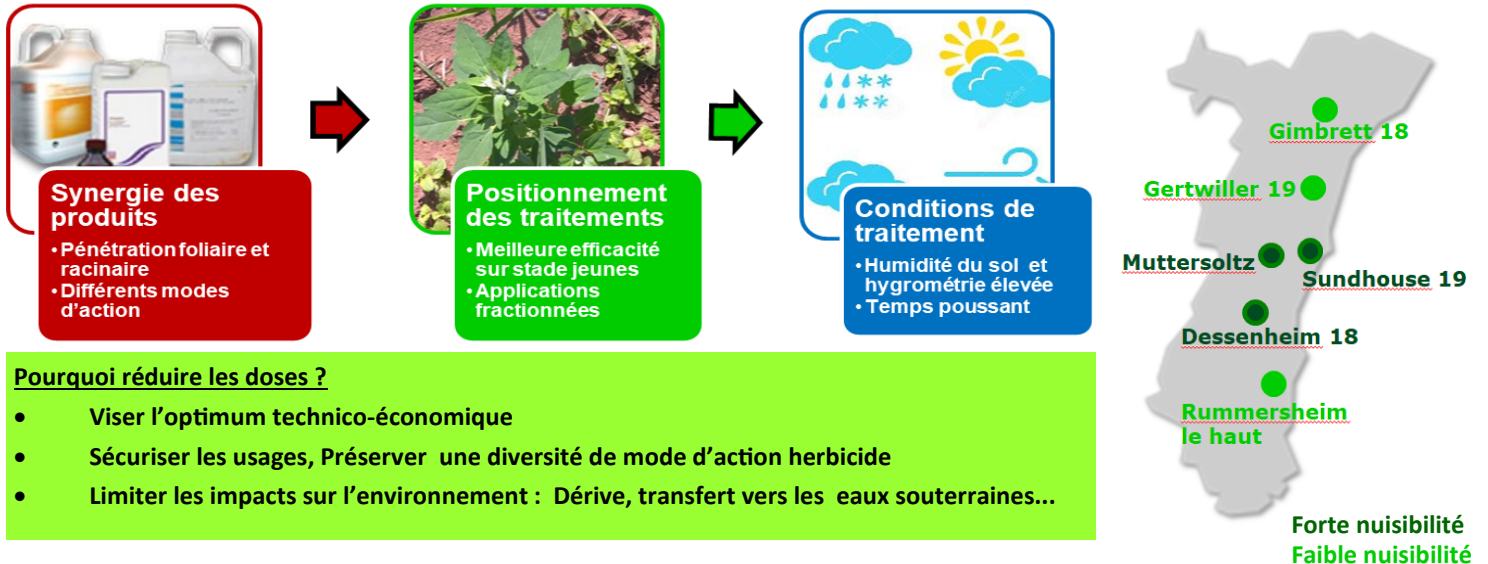 Synergie des
produits
• Pénétration foliaire et
racinaire
• Différents modes
d'action
Positionnement
des traitements
• Meilleure efficacité
sur stade jeunes
• Applications
fractionnées
Conditions de
traitement
• Humidité du sol et
hygrométrie élevée
• Temps poussant
Pourquoi réduire les doses ?
• Viser l'optimum technico-économique
• Sécuriser les usages, Préserver une diversité de mode d'action herbicide
• Limiter les impacts sur l'environnement : Dérive, transfert vers les eaux souterraines...
Gimbrett 18
Gertwiller 19
Muttersoltz
Sundhouse 19
Dessenheim 18
Rummersheim
le haut
Forte nuisibilité
Faible nuisibilité